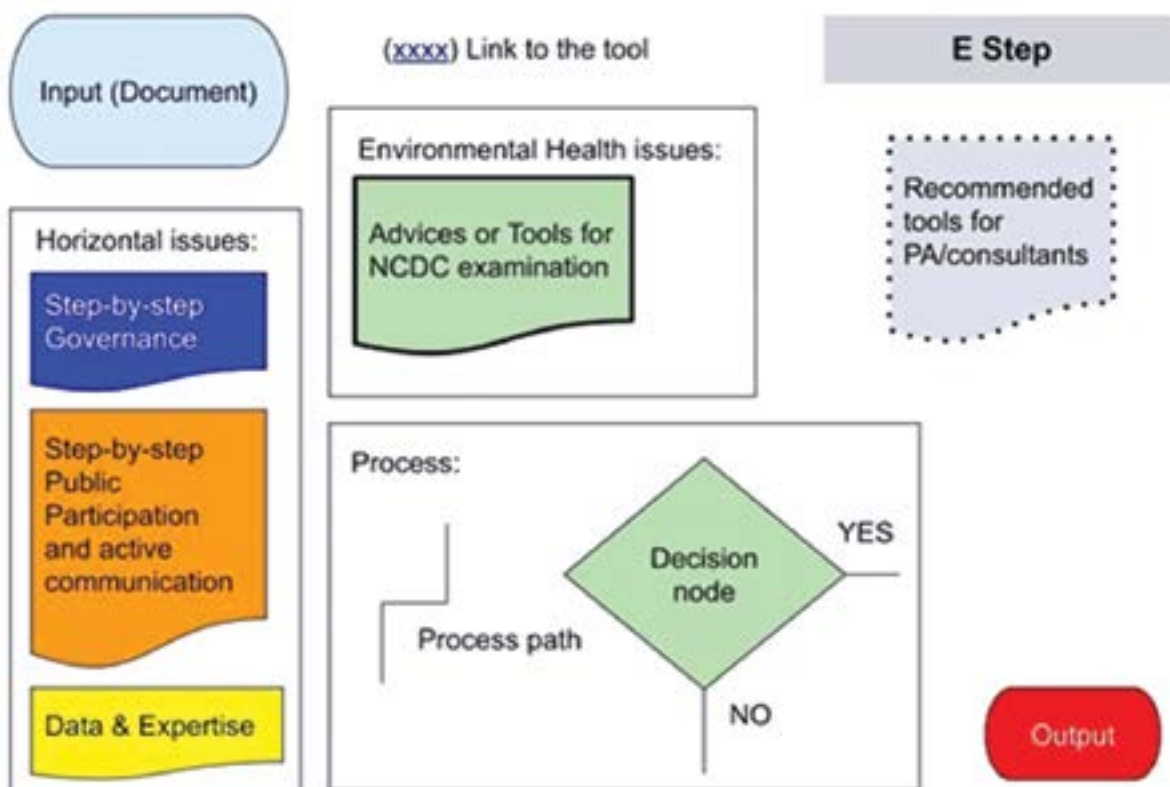 Input (Document)
(xxxx) Link to the tool
E Step
Environmental Health issues:
Advices or Tools for
NCDC examination
Recommended
tools for
PA/consultants
Horizontal issues:
Step-by-step
Governance
Step-by-step
Public
Participation
and active
communication
Data & Expertise
Process:
Process path
Decision
node
YES
NO
Output